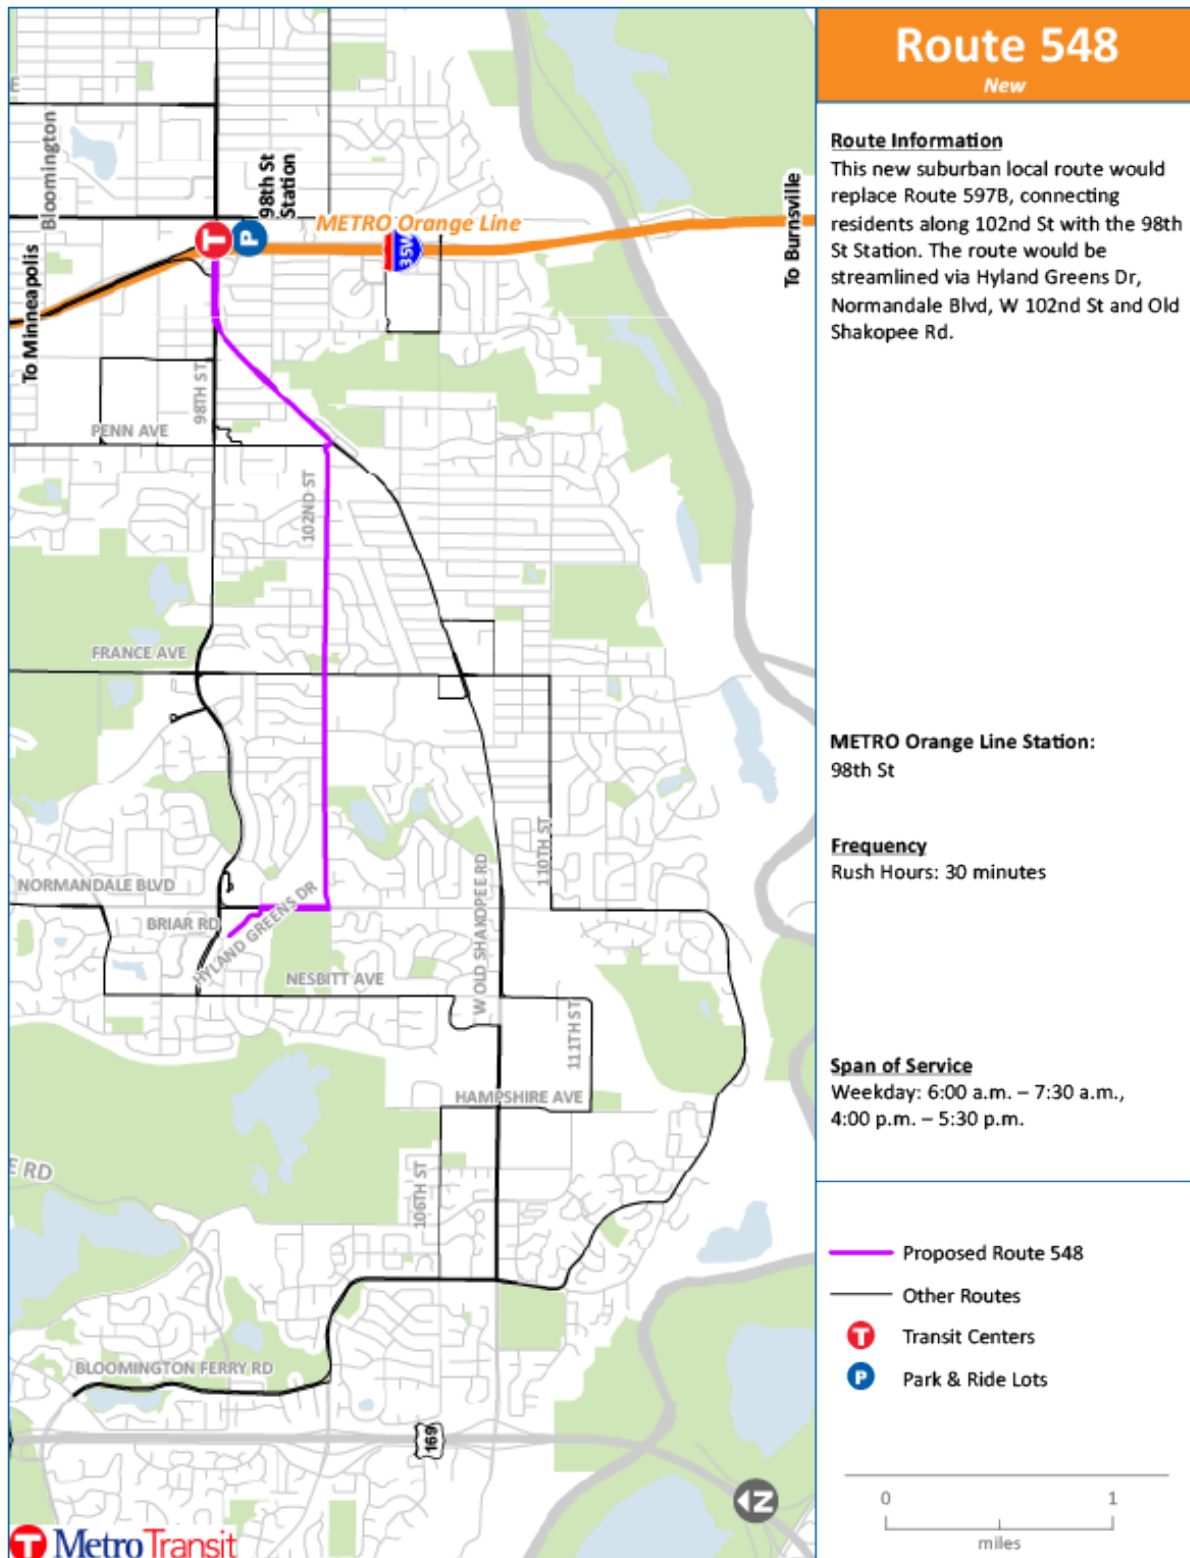 Route 548
New
Route Information
This new suburban local route would
replace Route 597B, connecting
residents along 102nd St with the 98th
St Station. The route would be
streamlined via Hyland Greens Dr,
Normandale Blvd, W 102nd St and Old
Shakopee Rd.
METRO Orange Line Station:
98th St
Frequency
Rush Hours: 30 minutes
Span of Service
Weekday: 6:00 a.m. – 7:30 a.m.,
4:00 p.m. – 5:30 p.m.
Proposed Route 548
Other Routes
T Transit Centers
P Park & Ride Lots
0 1
miles
E
Bloomington
98th St
Station
METRO Orange Line
T
P
35W
To Burnsville
To Minneapolis
98TH ST
PENN AVE
102ND ST
FRANCE AVE
110TH ST
NORMANDALE BLVD
BRIAR RD
HYLAND GREENS DR
W OLD SHAKOPEE RD
NESBITT AVE
111TH ST
HAMPSHIRE AVE
E RD
106TH ST
BLOOMINGTON FERRY RD
169
N
T MetroTransit